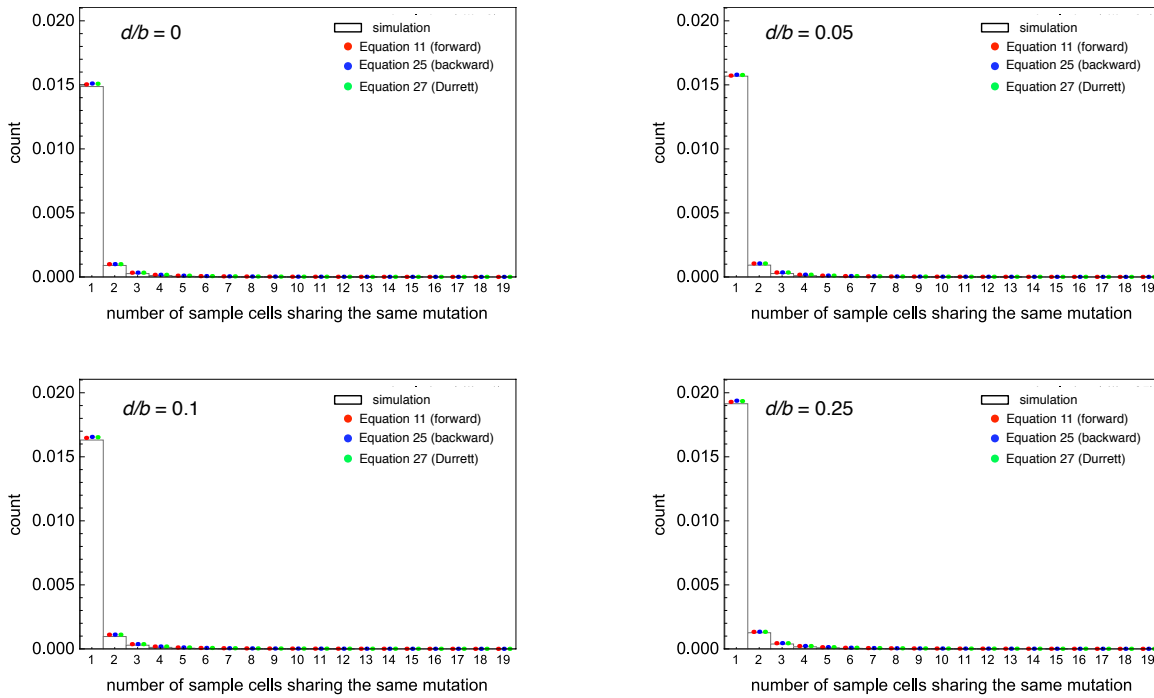 d/b = 0
simulation
Equation 11 (forward)
Equation 25 (backward)
Equation 27 (Durrett)
0.020
0.015
0.010
0.005
0.000
count
1 2 3 4 5 6 7 8 9 10 11 12 13 14 15 16 17 18 19
number of sample cells sharing the same mutation
d/b = 0.05
simulation
Equation 11 (forward)
Equation 25 (backward)
Equation 27 (Durrett)
0.020
0.015
0.010
0.005
0.000
count
1 2 3 4 5 6 7 8 9 10 11 12 13 14 15 16 17 18 19
number of sample cells sharing the same mutation
d/b = 0.1
simulation
Equation 11 (forward)
Equation 25 (backward)
Equation 27 (Durrett)
0.020
0.015
0.010
0.005
0.000
count
1 2 3 4 5 6 7 8 9 10 11 12 13 14 15 16 17 18 19
number of sample cells sharing the same mutation
d/b = 0.25
simulation
Equation 11 (forward)
Equation 25 (backward)
Equation 27 (Durrett)
0.020
0.015
0.010
0.005
0.000
count
1 2 3 4 5 6 7 8 9 10 11 12 13 14 15 16 17 18 19
number of sample cells sharing the same mutation